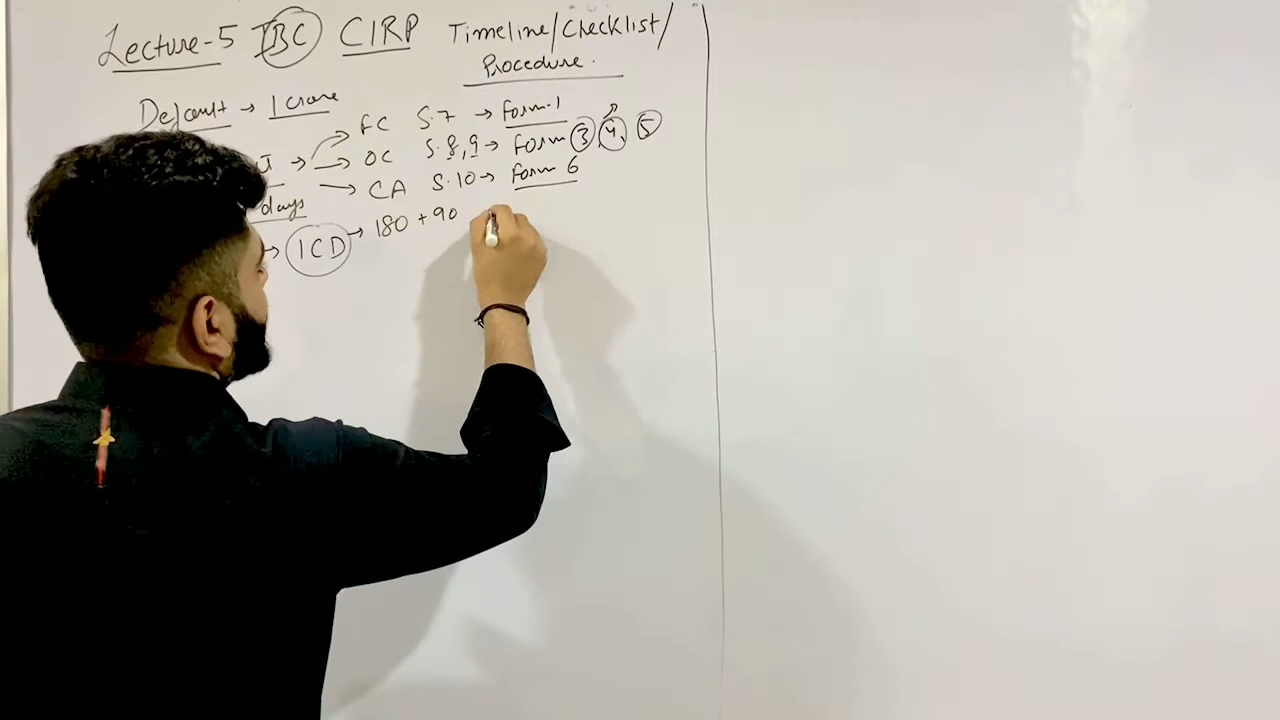 Lecture-5 IBC CIRP Timeline/Checklist/
Procedure.
Default → 1 crore
→ FC S.7 → Form-1
→ OC S.8,9 → Form 3, 4, 5
→ CA S.10 → Form 6
days
→ ICD → 180 + 90